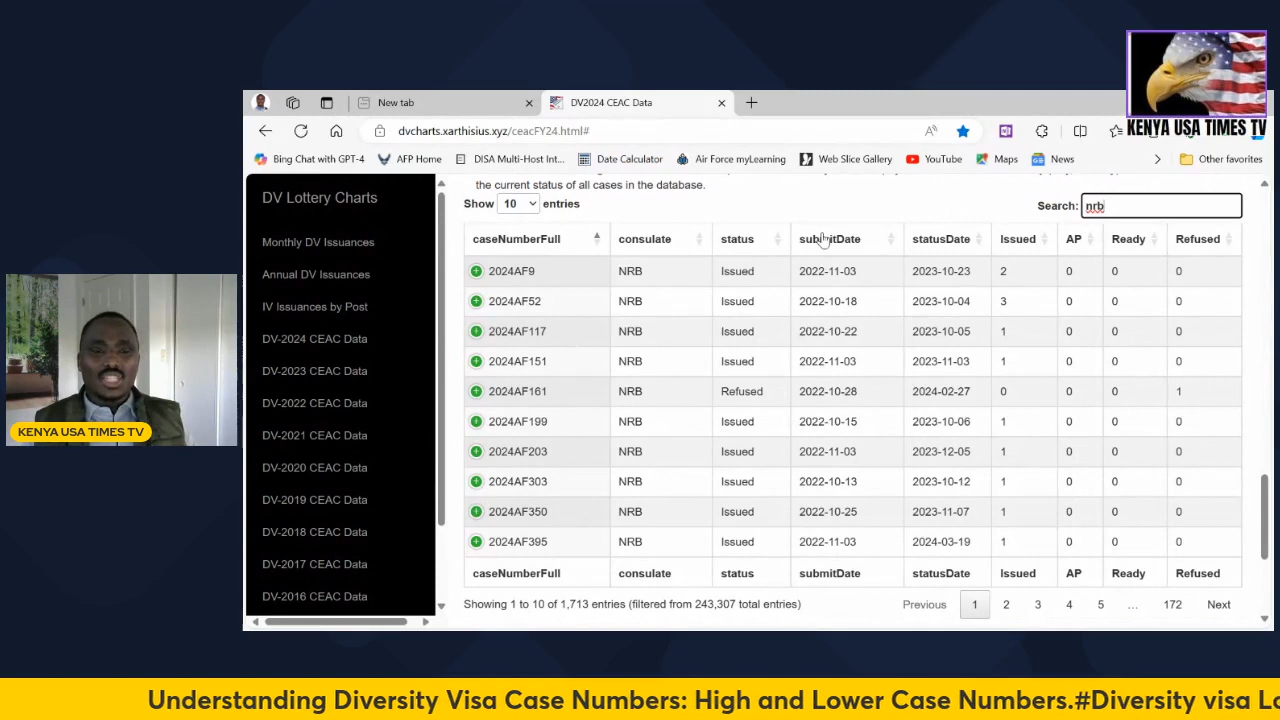 KENYA USA TIMES TV
New tab
DV2024 CEAC Data
dvcharts.xarthisius.xyz/ceacFY24.html#
Bing Chat with GPT-4 AFP Home DISA Multi-Host Int... Date Calculator Air Force myLearning Web Slice Gallery YouTube Maps News Other favorites
DV Lottery Charts
Monthly DV Issuances
Annual DV Issuances
IV Issuances by Post
DV-2024 CEAC Data
DV-2023 CEAC Data
DV-2022 CEAC Data
DV-2021 CEAC Data
DV-2020 CEAC Data
DV-2019 CEAC Data
DV-2018 CEAC Data
DV-2017 CEAC Data
DV-2016 CEAC Data
the current status of all cases in the database.
Show 10 entries Search: nrb
caseNumberFull consulate status submitDate statusDate Issued AP Ready Refused
2024AF9 NRB Issued 2022-11-03 2023-10-23 2 0 0 0
2024AF52 NRB Issued 2022-10-18 2023-10-04 3 0 0 0
2024AF117 NRB Issued 2022-10-22 2023-10-05 1 0 0 0
2024AF151 NRB Issued 2022-11-03 2023-11-03 1 0 0 0
2024AF161 NRB Refused 2022-10-28 2024-02-27 0 0 0 1
2024AF199 NRB Issued 2022-10-15 2023-10-06 1 0 0 0
2024AF203 NRB Issued 2022-11-03 2023-12-05 1 0 0 0
2024AF303 NRB Issued 2022-10-13 2023-10-12 1 0 0 0
2024AF350 NRB Issued 2022-10-25 2023-11-07 1 0 0 0
2024AF395 NRB Issued 2022-11-03 2024-03-19 1 0 0 0
caseNumberFull consulate status submitDate statusDate Issued AP Ready Refused
Showing 1 to 10 of 1,713 entries (filtered from 243,307 total entries) Previous 1 2 3 4 5 … 172 Next
KENYA USA TIMES TV
Understanding Diversity Visa Case Numbers: High and Lower Case Numbers.#Diversity visa Lo